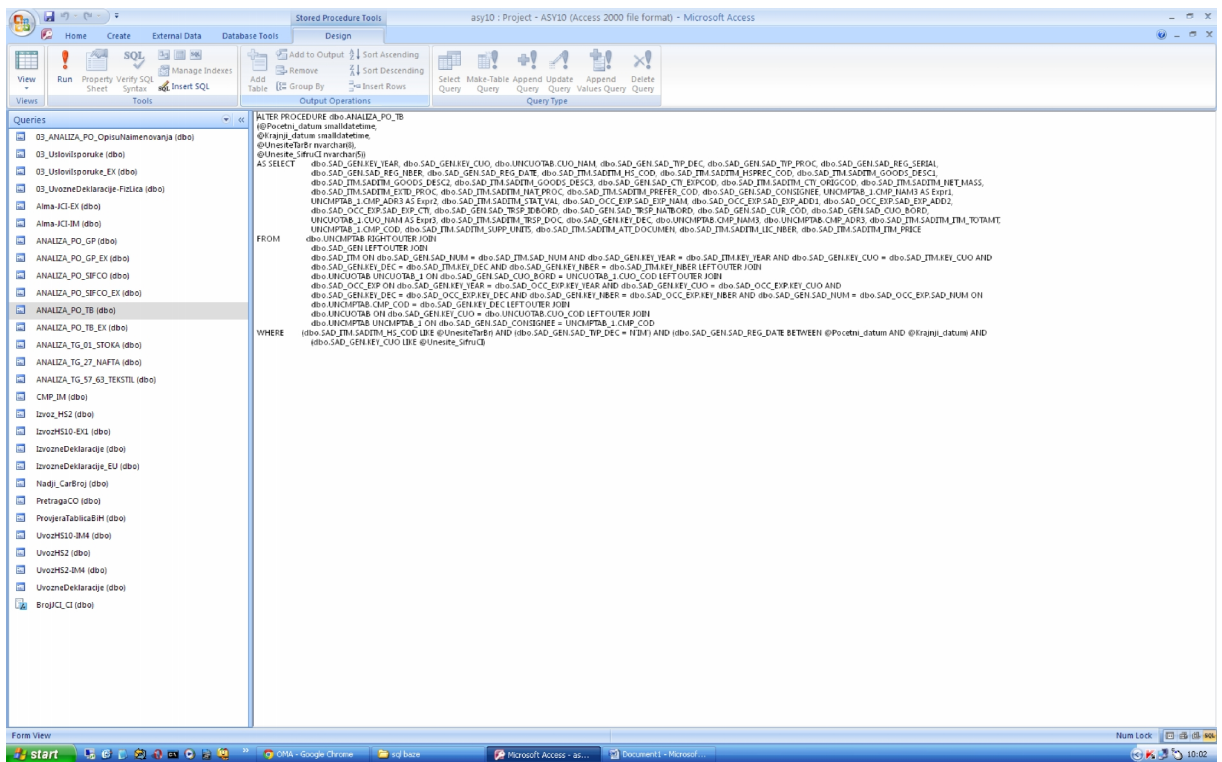 Stored Procedure Tools
asy10 : Project - ASY10 (Access 2000 file format) - Microsoft Access
Home Create External Data Database Tools Design
View
Run
Property Sheet
Verify SQL Syntax
SQL
Manage Indexes
Insert SQL
Add Table
Add to Output
Remove
Group By
Sort Ascending
Sort Descending
Insert Rows
Select Query
Make-Table Query
Append Query
Update Query
Append Values Query
Delete Query
Views Tools Output Operations Query Type
Queries
03_ANALIZA_PO_OpisuNaimenovanja (dbo)
03_UsloviIsporuke (dbo)
03_UsloviIsporuke_EX (dbo)
03_UvozneDeklaracije-FizLica (dbo)
Alma-JCI-EX (dbo)
Alma-JCI-IM (dbo)
ANALIZA_PO_GP (dbo)
ANALIZA_PO_GP_EX (dbo)
ANALIZA_PO_SIFCO (dbo)
ANALIZA_PO_SIFCO_EX (dbo)
ANALIZA_PO_TB (dbo)
ANALIZA_PO_TB_EX (dbo)
ANALIZA_TG_01_STOKA (dbo)
ANALIZA_TG_27_NAFTA (dbo)
ANALIZA_TG_57_63_TEKSTIL (dbo)
CMP_IM (dbo)
Izvoz_HS2 (dbo)
IzvozHS10-EX1 (dbo)
IzvozneDeklaracije (dbo)
IzvozneDeklaracije_EU (dbo)
Nadji_CarBroj (dbo)
PretragaCO (dbo)
ProvjeraTablicaBiH (dbo)
UvozHS10-IM4 (dbo)
UvozHS2 (dbo)
UvozHS2-IM4 (dbo)
UvozneDeklaracije (dbo)
BrojJCI_CI (dbo)
ALTER PROCEDURE dbo.ANALIZA_PO_TB
(@Pocetni_datum smalldatetime,
@Krajnji_datum smalldatetime,
@UnesiteTarBr nvarchar(8),
@Unesite_SifruCI nvarchar(5))
AS SELECT dbo.SAD_GEN.KEY_YEAR, dbo.SAD_GEN.KEY_CUO, dbo.UNCUOTAB.CUO_NAM, dbo.SAD_GEN.SAD_TYP_DEC, dbo.SAD_GEN.SAD_TYP_PROC, dbo.SAD_GEN.SAD_REG_SERIAL,
dbo.SAD_GEN.SAD_REG_NBER, dbo.SAD_GEN.SAD_REG_DATE, dbo.SAD_ITM.SADITM_HS_COD, dbo.SAD_ITM.SADITM_HSPREC_COD, dbo.SAD_ITM.SADITM_GOODS_DESC1,
dbo.SAD_ITM.SADITM_GOODS_DESC2, dbo.SAD_ITM.SADITM_GOODS_DESC3, dbo.SAD_GEN.SAD_CTY_EXPCOD, dbo.SAD_ITM.SADITM_CTY_ORIGCOD, dbo.SAD_ITM.SADITM_NET_MASS,
dbo.SAD_ITM.SADITM_EXTD_PROC, dbo.SAD_ITM.SADITM_NAT_PROC, dbo.SAD_ITM.SADITM_PREFER_COD, dbo.SAD_GEN.SAD_CONSIGNEE, UNCMPTAB_1.CMP_NAM3 AS Expr1,
UNCMPTAB_1.CMP_ADR3 AS Expr2, dbo.SAD_ITM.SADITM_STAT_VAL, dbo.SAD_OCC_EXP.SAD_EXP_NAM, dbo.SAD_OCC_EXP.SAD_EXP_ADD1, dbo.SAD_OCC_EXP.SAD_EXP_ADD2,
dbo.SAD_OCC_EXP.SAD_EXP_CTY, dbo.SAD_GEN.SAD_TRSP_IDBORD, dbo.SAD_GEN.SAD_TRSP_NATBORD, dbo.SAD_GEN.SAD_CUR_COD, dbo.SAD_GEN.SAD_CUO_BORD,
UNCUOTAB_1.CUO_NAM AS Expr3, dbo.SAD_ITM.SADITM_TRSP_DOC, dbo.SAD_GEN.KEY_DEC, dbo.UNCMPTAB.CMP_NAM3, dbo.UNCMPTAB.CMP_ADR3, dbo.SAD_ITM.SADITM_ITM_TOTAMT,
UNCMPTAB_1.CMP_COD, dbo.SAD_ITM.SADITM_SUPP_UNITS, dbo.SAD_ITM.SADITM_ATT_DOCUMEN, dbo.SAD_ITM.SADITM_LIC_NBER, dbo.SAD_ITM.SADITM_ITM_PRICE
FROM dbo.UNCMPTAB RIGHT OUTER JOIN
dbo.SAD_GEN LEFT OUTER JOIN
dbo.SAD_ITM ON dbo.SAD_GEN.SAD_NUM = dbo.SAD_ITM.SAD_NUM AND dbo.SAD_GEN.KEY_YEAR = dbo.SAD_ITM.KEY_YEAR AND dbo.SAD_GEN.KEY_CUO = dbo.SAD_ITM.KEY_CUO AND
dbo.SAD_GEN.KEY_DEC = dbo.SAD_ITM.KEY_DEC AND dbo.SAD_GEN.KEY_NBER = dbo.SAD_ITM.KEY_NBER LEFT OUTER JOIN
dbo.UNCUOTAB UNCUOTAB_1 ON dbo.SAD_GEN.SAD_CUO_BORD = UNCUOTAB_1.CUO_COD LEFT OUTER JOIN
dbo.SAD_OCC_EXP ON dbo.SAD_GEN.KEY_YEAR = dbo.SAD_OCC_EXP.KEY_YEAR AND dbo.SAD_GEN.KEY_CUO = dbo.SAD_OCC_EXP.KEY_CUO AND
dbo.SAD_GEN.KEY_DEC = dbo.SAD_OCC_EXP.KEY_DEC AND dbo.SAD_GEN.KEY_NBER = dbo.SAD_OCC_EXP.KEY_NBER AND dbo.SAD_GEN.SAD_NUM = dbo.SAD_OCC_EXP.SAD_NUM ON
dbo.UNCMPTAB.CMP_COD = dbo.SAD_GEN.KEY_DEC LEFT OUTER JOIN
dbo.UNCUOTAB ON dbo.SAD_GEN.KEY_CUO = dbo.UNCUOTAB.CUO_COD LEFT OUTER JOIN
dbo.UNCMPTAB UNCMPTAB_1 ON dbo.SAD_GEN.SAD_CONSIGNEE = UNCMPTAB_1.CMP_COD
WHERE (dbo.SAD_ITM.SADITM_HS_COD LIKE @UnesiteTarBr) AND (dbo.SAD_GEN.SAD_TYP_DEC = N'IM') AND (dbo.SAD_GEN.SAD_REG_DATE BETWEEN @Pocetni_datum AND @Krajnji_datum) AND
(dbo.SAD_GEN.KEY_CUO LIKE @Unesite_SifruCI)
Form View
Num Lock
SQL
start
OMA - Google Chrome
sql baze
Microsoft Access - as...
Document1 - Microsof...
10:02